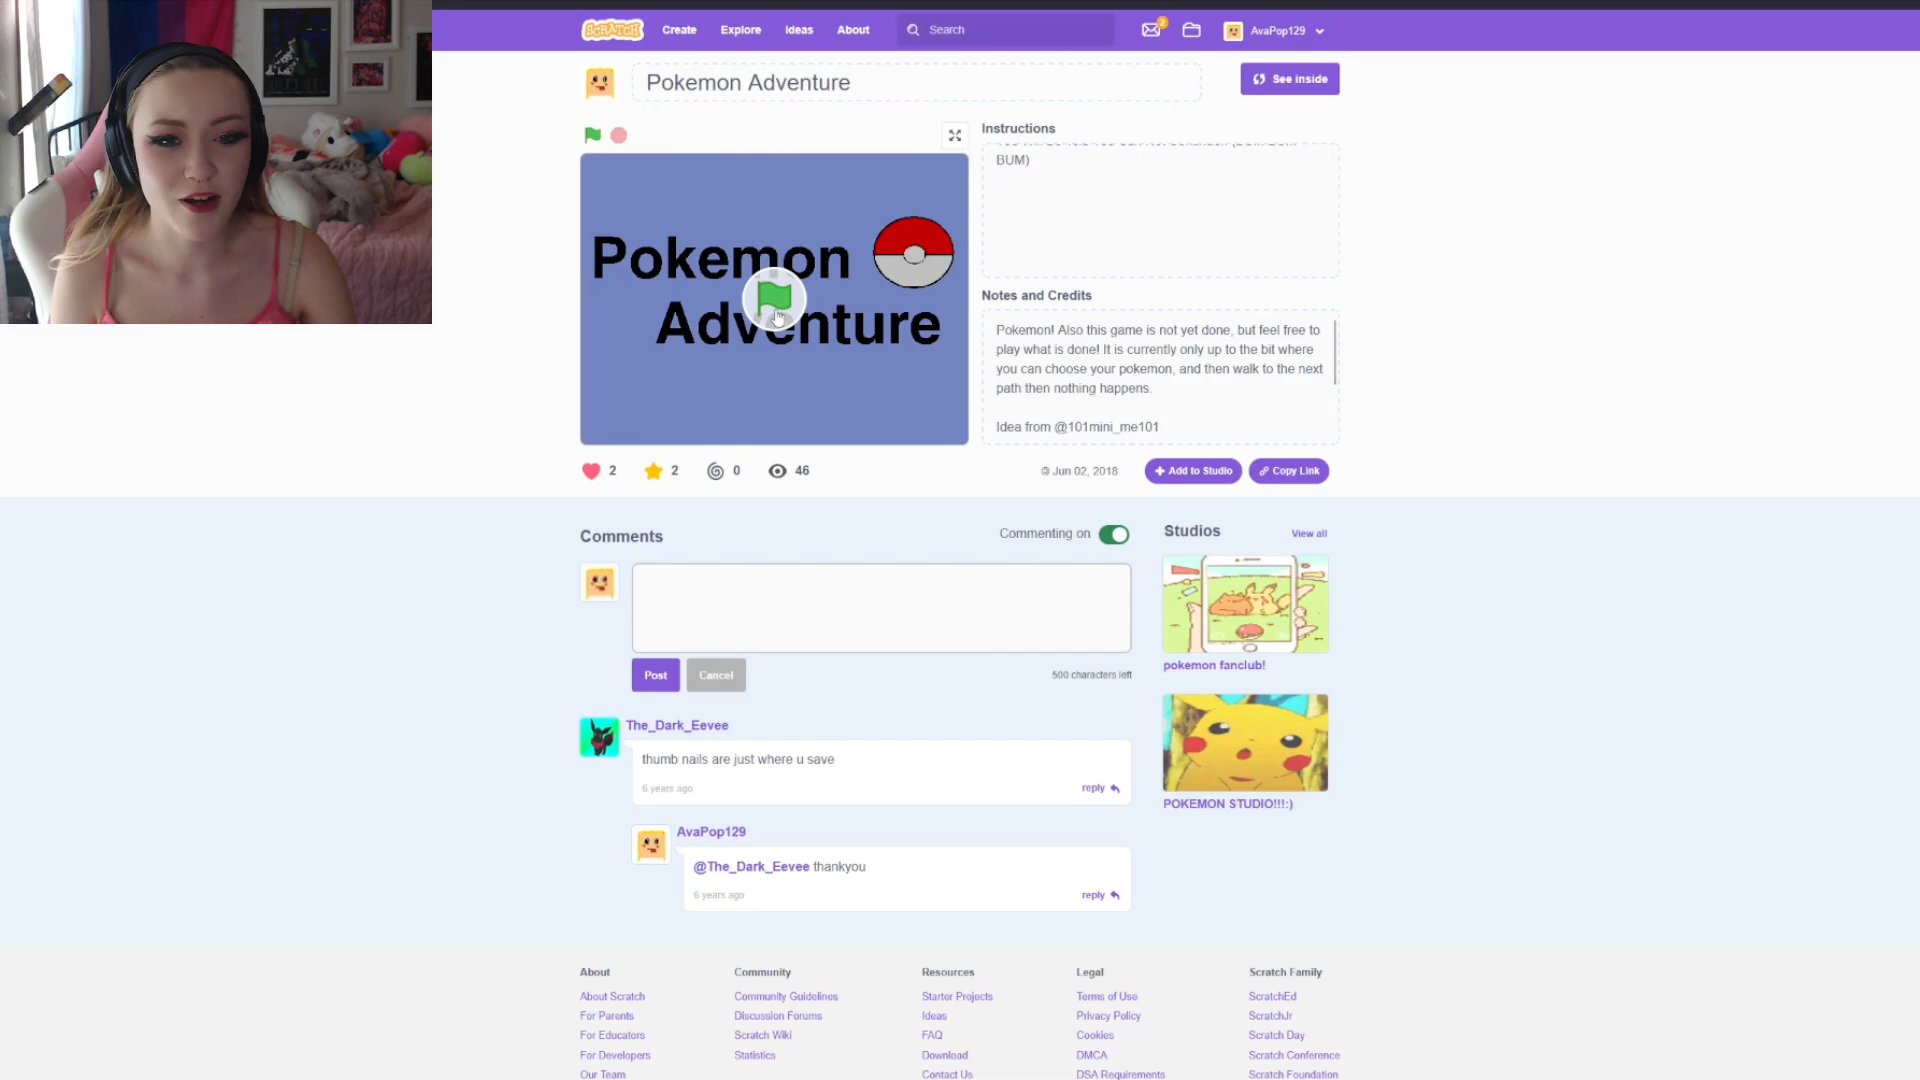 SCRATCH Create Explore Ideas About Search 2 AvaPop129
Pokemon Adventure
See inside
Instructions
BUM)
Pokemon
Adventure
Notes and Credits
Pokemon! Also this game is not yet done, but feel free to
play what is done! It is currently only up to the bit where
you can choose your pokemon, and then walk to the next
path then nothing happens.
Idea from @101mini_me101
2 2 0 46
© Jun 02, 2018
Add to Studio
Copy Link
Comments
Commenting on
Post
Cancel
500 characters left
The_Dark_Eevee
thumb nails are just where u save
6 years ago
reply
AvaPop129
@The_Dark_Eevee thankyou
6 years ago
reply
Studios
View all
pokemon fanclub!
POKEMON STUDIO!!!:)
About
About Scratch
For Parents
For Educators
For Developers
Our Team
Community
Community Guidelines
Discussion Forums
Scratch Wiki
Statistics
Resources
Starter Projects
Ideas
FAQ
Download
Contact Us
Legal
Terms of Use
Privacy Policy
Cookies
DMCA
DSA Requirements
Scratch Family
ScratchEd
ScratchJr
Scratch Day
Scratch Conference
Scratch Foundation